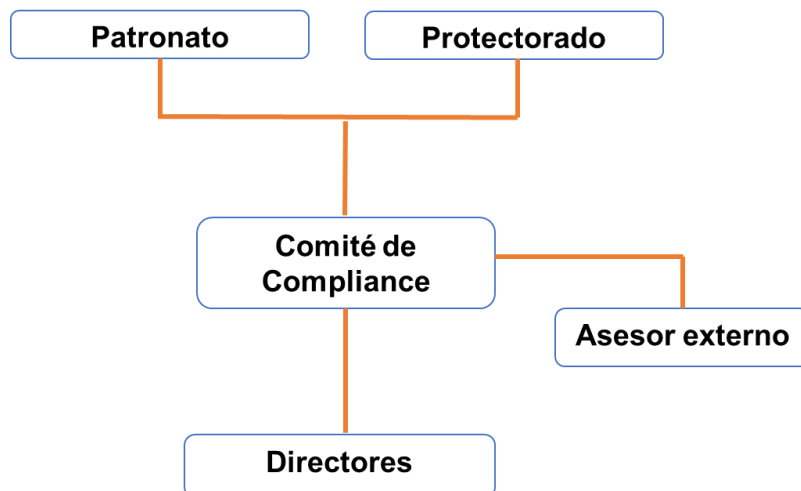 Patronato
Protectorado
Comité de
Compliance
Asesor externo
Directores